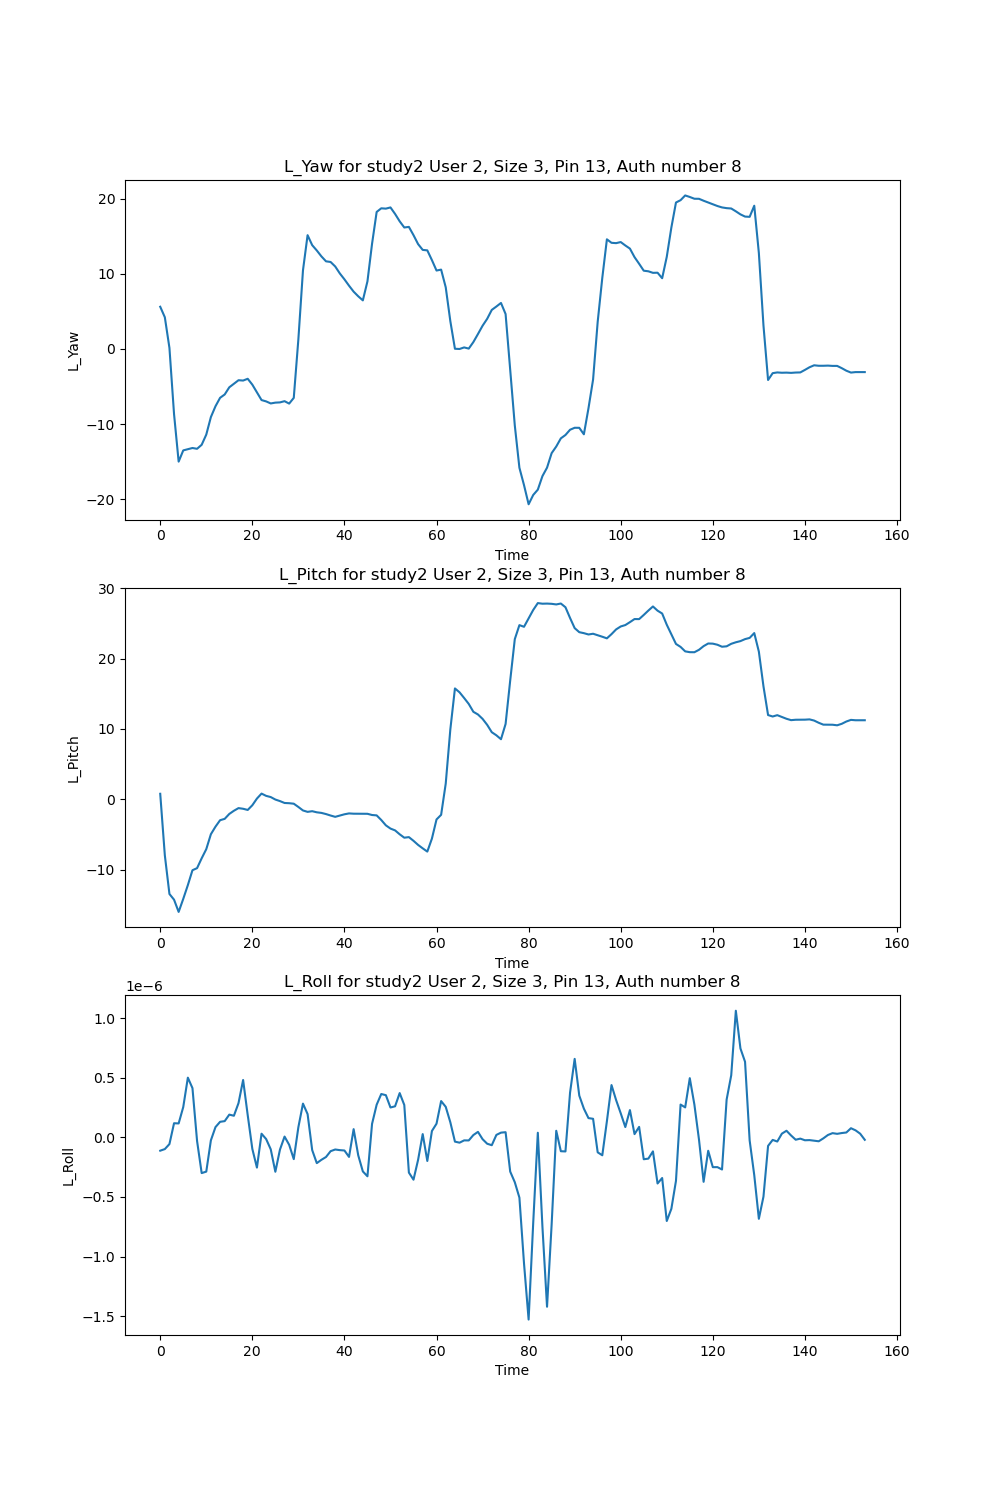 L_Yaw for study2 User 2, Size 3, Pin 13, Auth number 8
20
10
0
−10
−20
L_Yaw
0 20 40 60 80 100 120 140 160
Time
L_Pitch for study2 User 2, Size 3, Pin 13, Auth number 8
30
20
10
0
−10
L_Pitch
0 20 40 60 80 100 120 140 160
Time
L_Roll for study2 User 2, Size 3, Pin 13, Auth number 8
1e−6
1.0
0.5
0.0
−0.5
−1.0
−1.5
L_Roll
0 20 40 60 80 100 120 140 160
Time